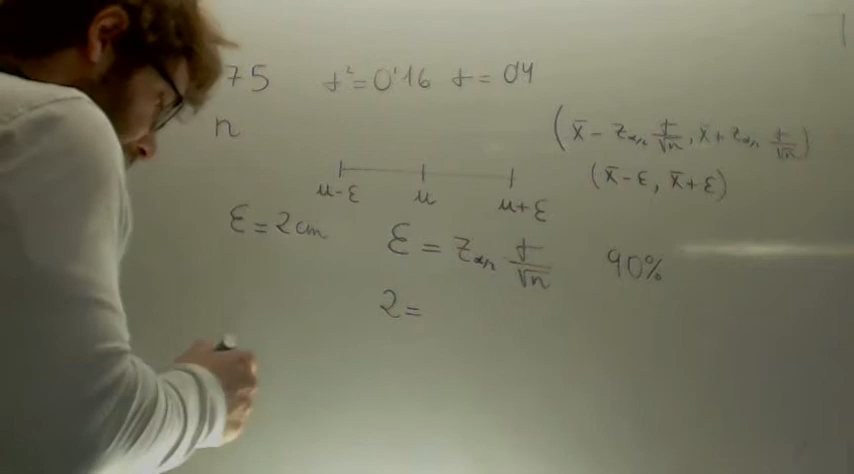 75 σ²=0'16 σ=0'4
n
(x̄ - z_{α/2} σ/√n, x̄ + z_{α/2} σ/√n)
(x̄-ε, x̄+ε)
μ-ε μ μ+ε
ε=2cm
ε = z_{α/2} σ/√n 90%
2=